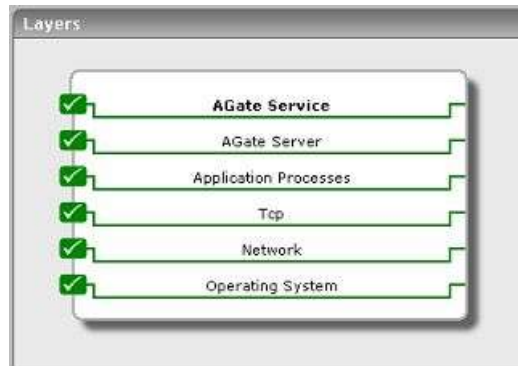 Layers
AGate Service
AGate Server
Application Processes
Tcp
Network
Operating System